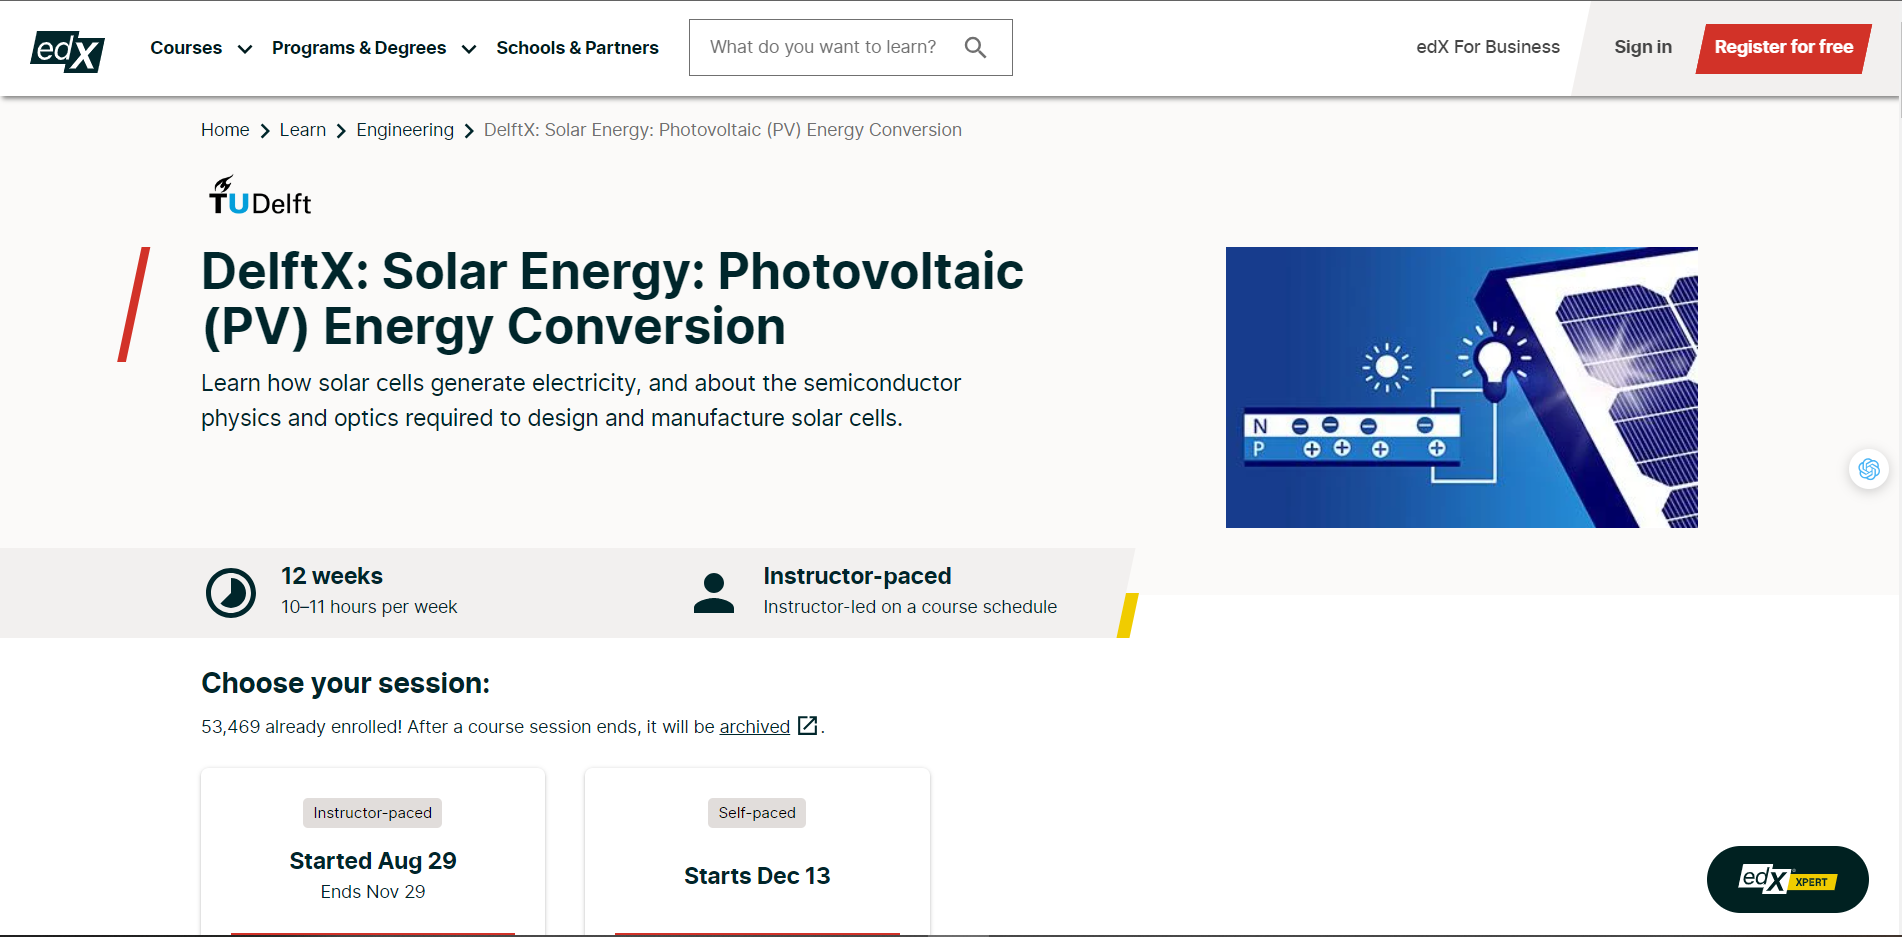 edX
Courses
Programs & Degrees
Schools & Partners
What do you want to learn?
edX For Business
Sign in
Register for free
Home
Learn
Engineering
DelftX: Solar Energy: Photovoltaic (PV) Energy Conversion
TUDelft
DelftX: Solar Energy: Photovoltaic
(PV) Energy Conversion
Learn how solar cells generate electricity, and about the semiconductor
physics and optics required to design and manufacture solar cells.
N
P
12 weeks
10–11 hours per week
Instructor-paced
Instructor-led on a course schedule
Choose your session:
53,469 already enrolled! After a course session ends, it will be archived .
Instructor-paced
Started Aug 29
Ends Nov 29
Self-paced
Starts Dec 13
edX XPERT